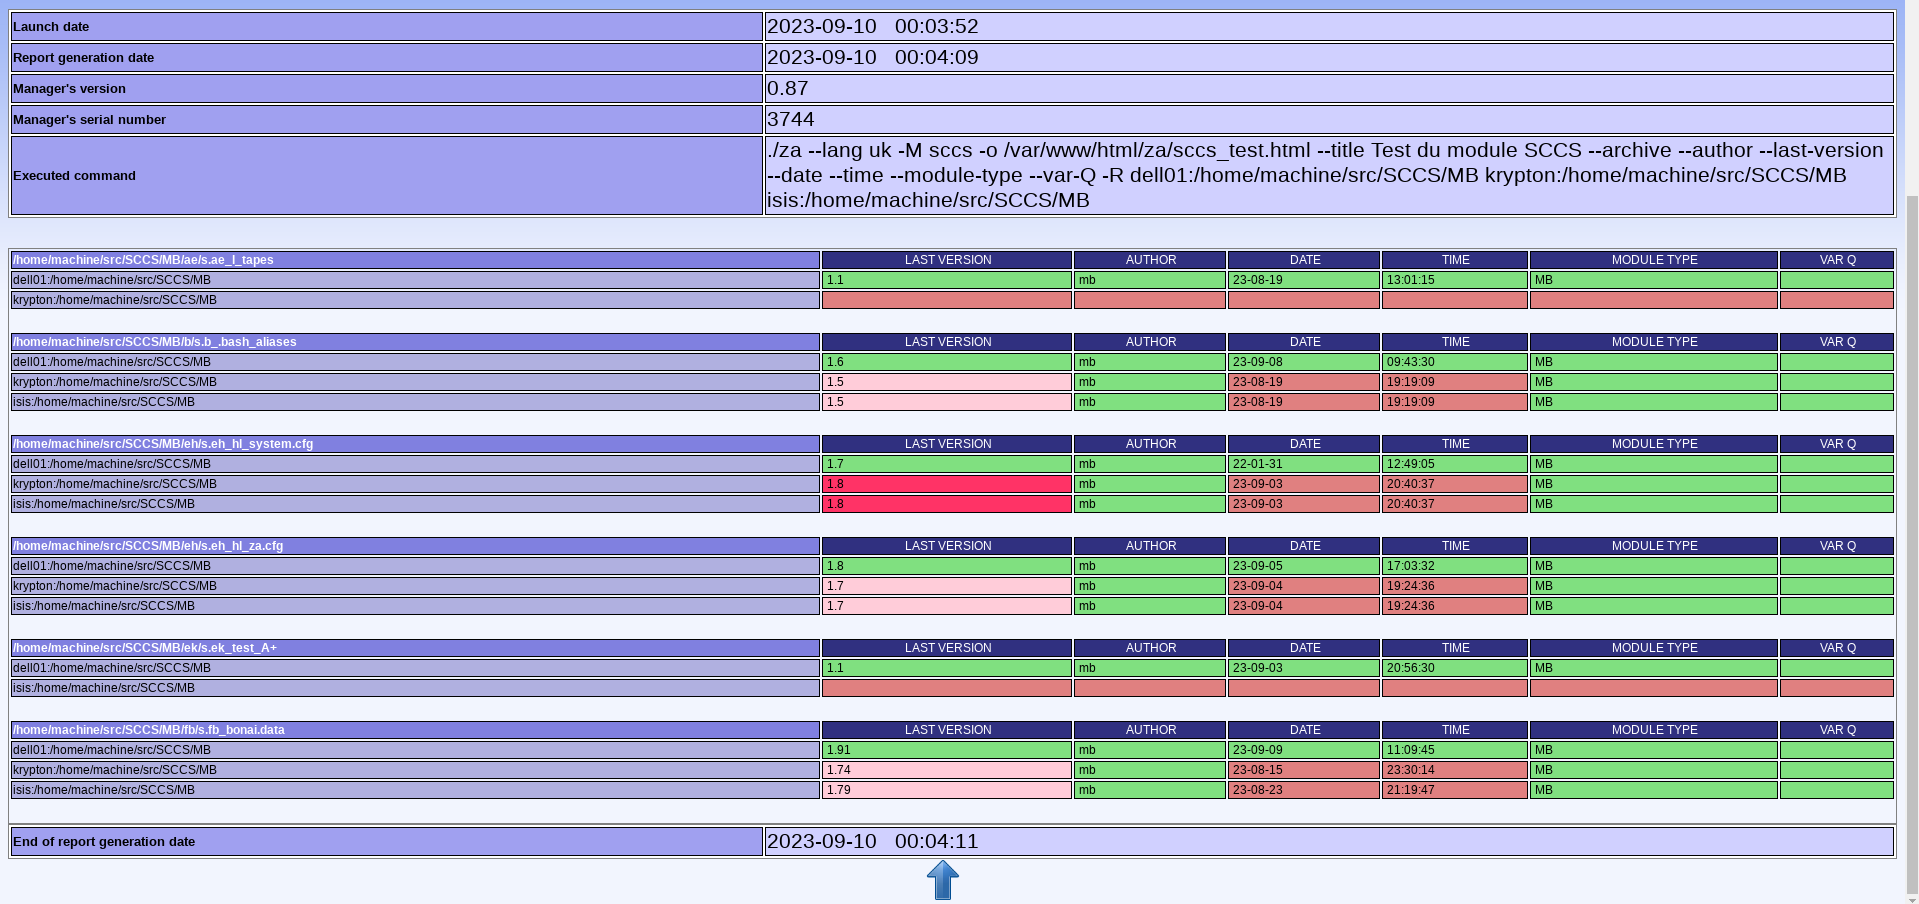 Launch date 2023-09-10 00:03:52
Report generation date 2023-09-10 00:04:09
Manager's version 0.87
Manager's serial number 3744
Executed command ./za --lang uk -M sccs -o /var/www/html/za/sccs_test.html --title Test du module SCCS --archive --author --last-version
--date --time --module-type --var-Q -R dell01:/home/machine/src/SCCS/MB krypton:/home/machine/src/SCCS/MB
isis:/home/machine/src/SCCS/MB
/home/machine/src/SCCS/MB/ae/s.ae_l_tapes LAST VERSION AUTHOR DATE TIME MODULE TYPE VAR Q
dell01:/home/machine/src/SCCS/MB 1.1 mb 23-08-19 13:01:15 MB
krypton:/home/machine/src/SCCS/MB
/home/machine/src/SCCS/MB/b/s.b_.bash_aliases LAST VERSION AUTHOR DATE TIME MODULE TYPE VAR Q
dell01:/home/machine/src/SCCS/MB 1.6 mb 23-09-08 09:43:30 MB
krypton:/home/machine/src/SCCS/MB 1.5 mb 23-08-19 19:19:09 MB
isis:/home/machine/src/SCCS/MB 1.5 mb 23-08-19 19:19:09 MB
/home/machine/src/SCCS/MB/eh/s.eh_hl_system.cfg LAST VERSION AUTHOR DATE TIME MODULE TYPE VAR Q
dell01:/home/machine/src/SCCS/MB 1.7 mb 22-01-31 12:49:05 MB
krypton:/home/machine/src/SCCS/MB 1.8 mb 23-09-03 20:40:37 MB
isis:/home/machine/src/SCCS/MB 1.8 mb 23-09-03 20:40:37 MB
/home/machine/src/SCCS/MB/eh/s.eh_hl_za.cfg LAST VERSION AUTHOR DATE TIME MODULE TYPE VAR Q
dell01:/home/machine/src/SCCS/MB 1.8 mb 23-09-05 17:03:32 MB
krypton:/home/machine/src/SCCS/MB 1.7 mb 23-09-04 19:24:36 MB
isis:/home/machine/src/SCCS/MB 1.7 mb 23-09-04 19:24:36 MB
/home/machine/src/SCCS/MB/ek/s.ek_test_A+ LAST VERSION AUTHOR DATE TIME MODULE TYPE VAR Q
dell01:/home/machine/src/SCCS/MB 1.1 mb 23-09-03 20:56:30 MB
isis:/home/machine/src/SCCS/MB
/home/machine/src/SCCS/MB/fb/s.fb_bonai.data LAST VERSION AUTHOR DATE TIME MODULE TYPE VAR Q
dell01:/home/machine/src/SCCS/MB 1.91 mb 23-09-09 11:09:45 MB
krypton:/home/machine/src/SCCS/MB 1.74 mb 23-08-15 23:30:14 MB
isis:/home/machine/src/SCCS/MB 1.79 mb 23-08-23 21:19:47 MB
End of report generation date 2023-09-10 00:04:11